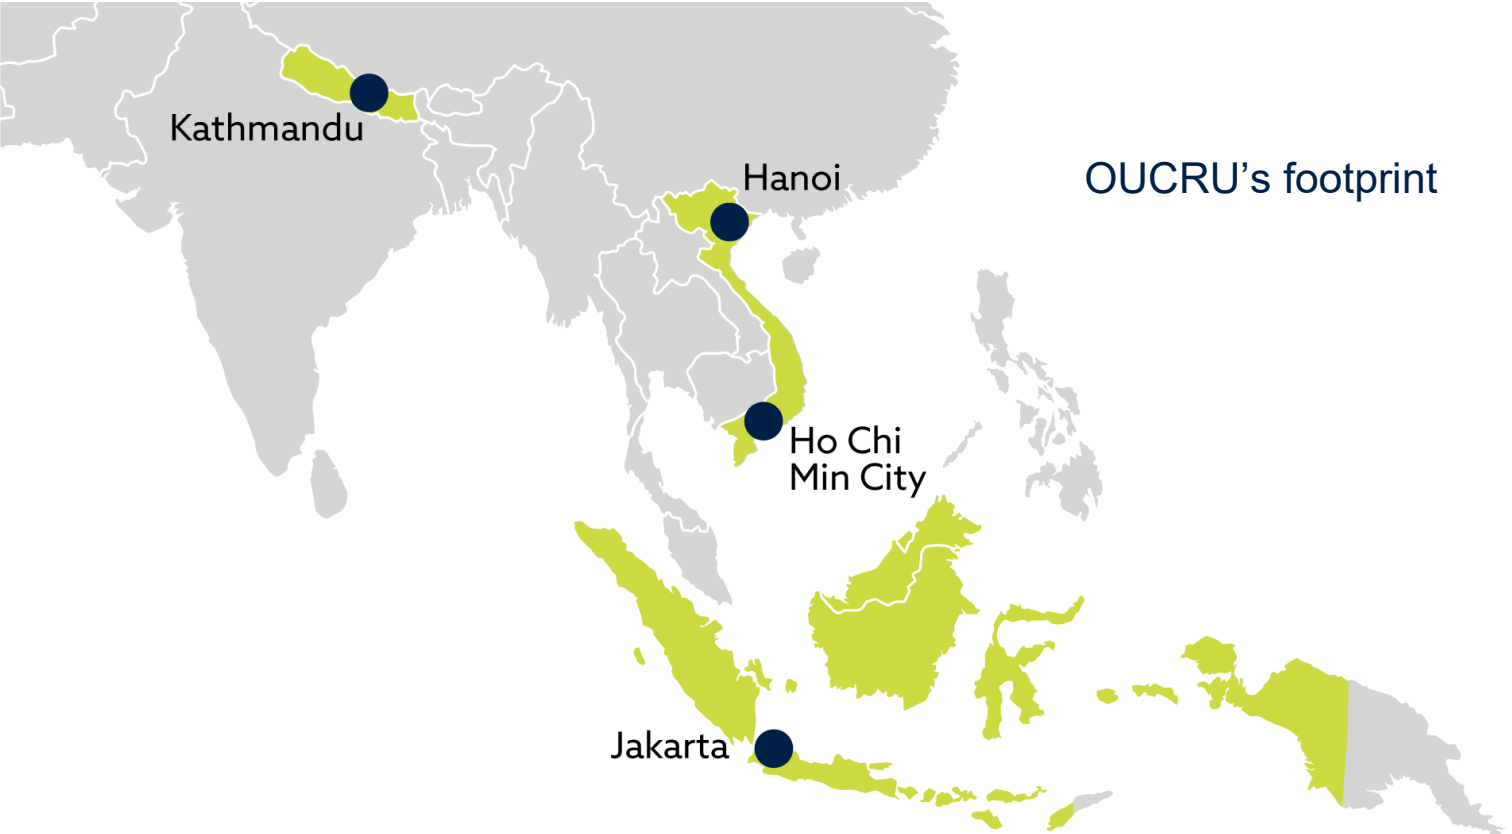 Kathmandu
Hanoi
OUCRU’s footprint
Ho Chi
Min City
Jakarta